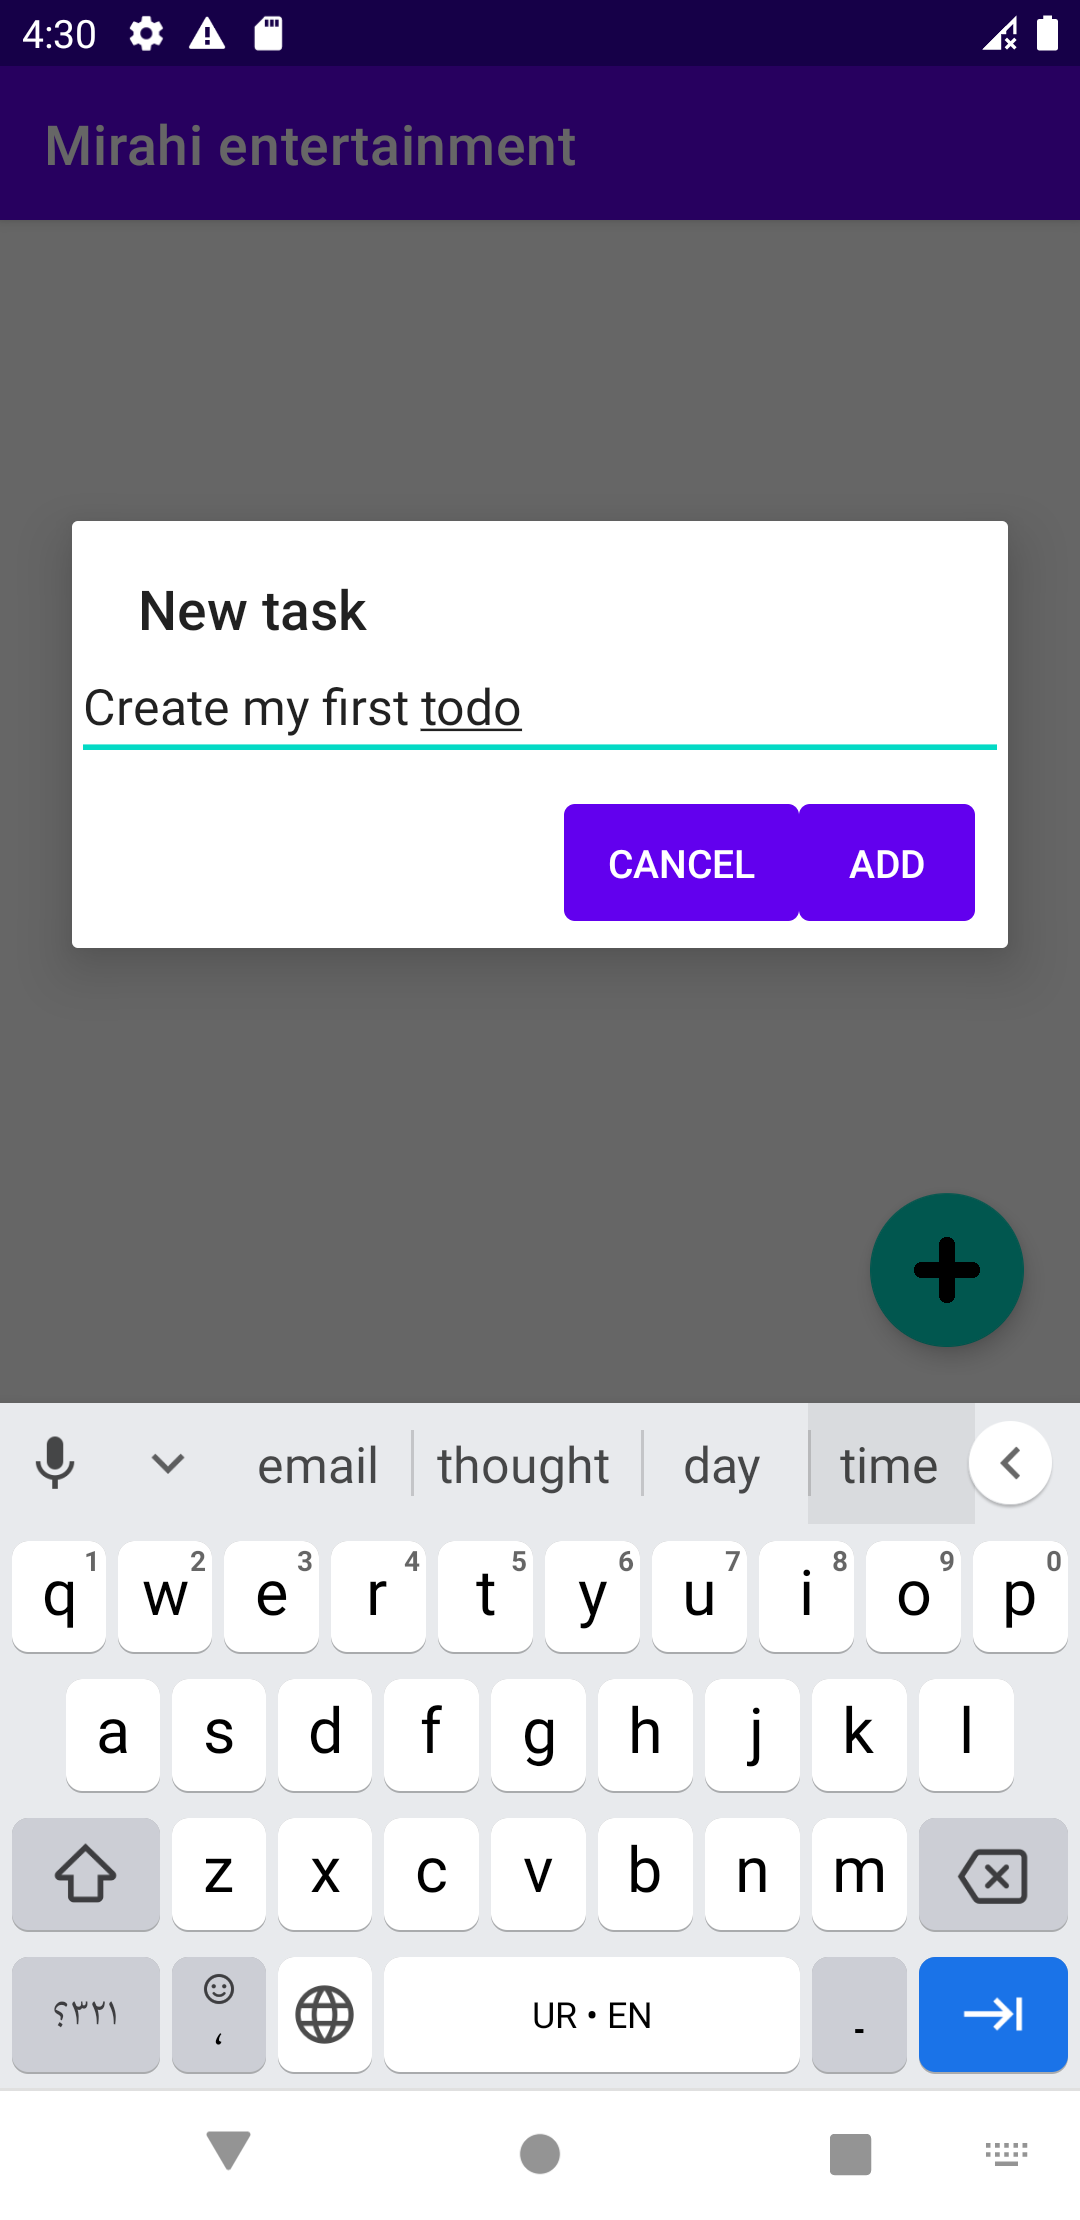 4:30
Mirahi entertainment
New task
Create my first todo
CANCEL ADD
email thought day time
1 2 3 4 5 6 7 8 9 0
q w e r t y u i o p
a s d f g h j k l
z x c v b n m
؟۳۲۱ ، UR • EN -